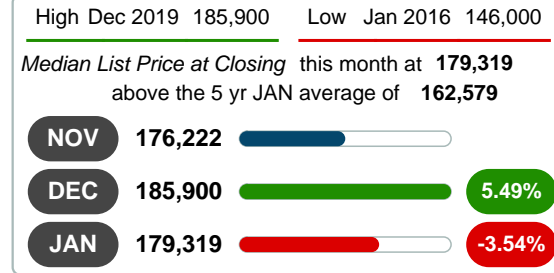 High Dec 2019 185,900 Low Jan 2016 146,000
Median List Price at Closing this month at 179,319
above the 5 yr JAN average of 162,579
NOV 176,222
DEC 185,900 5.49%
JAN 179,319 -3.54%